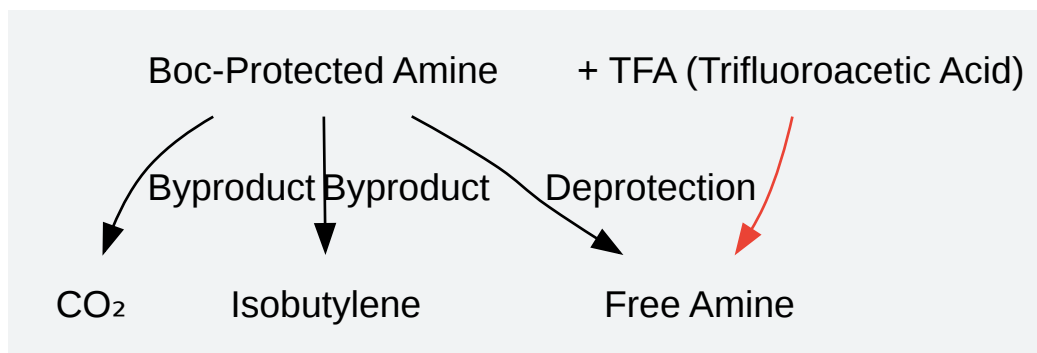 Boc-Protected Amine + TFA (Trifluoroacetic Acid)
Byproduct Byproduct Deprotection
CO₂ Isobutylene Free Amine